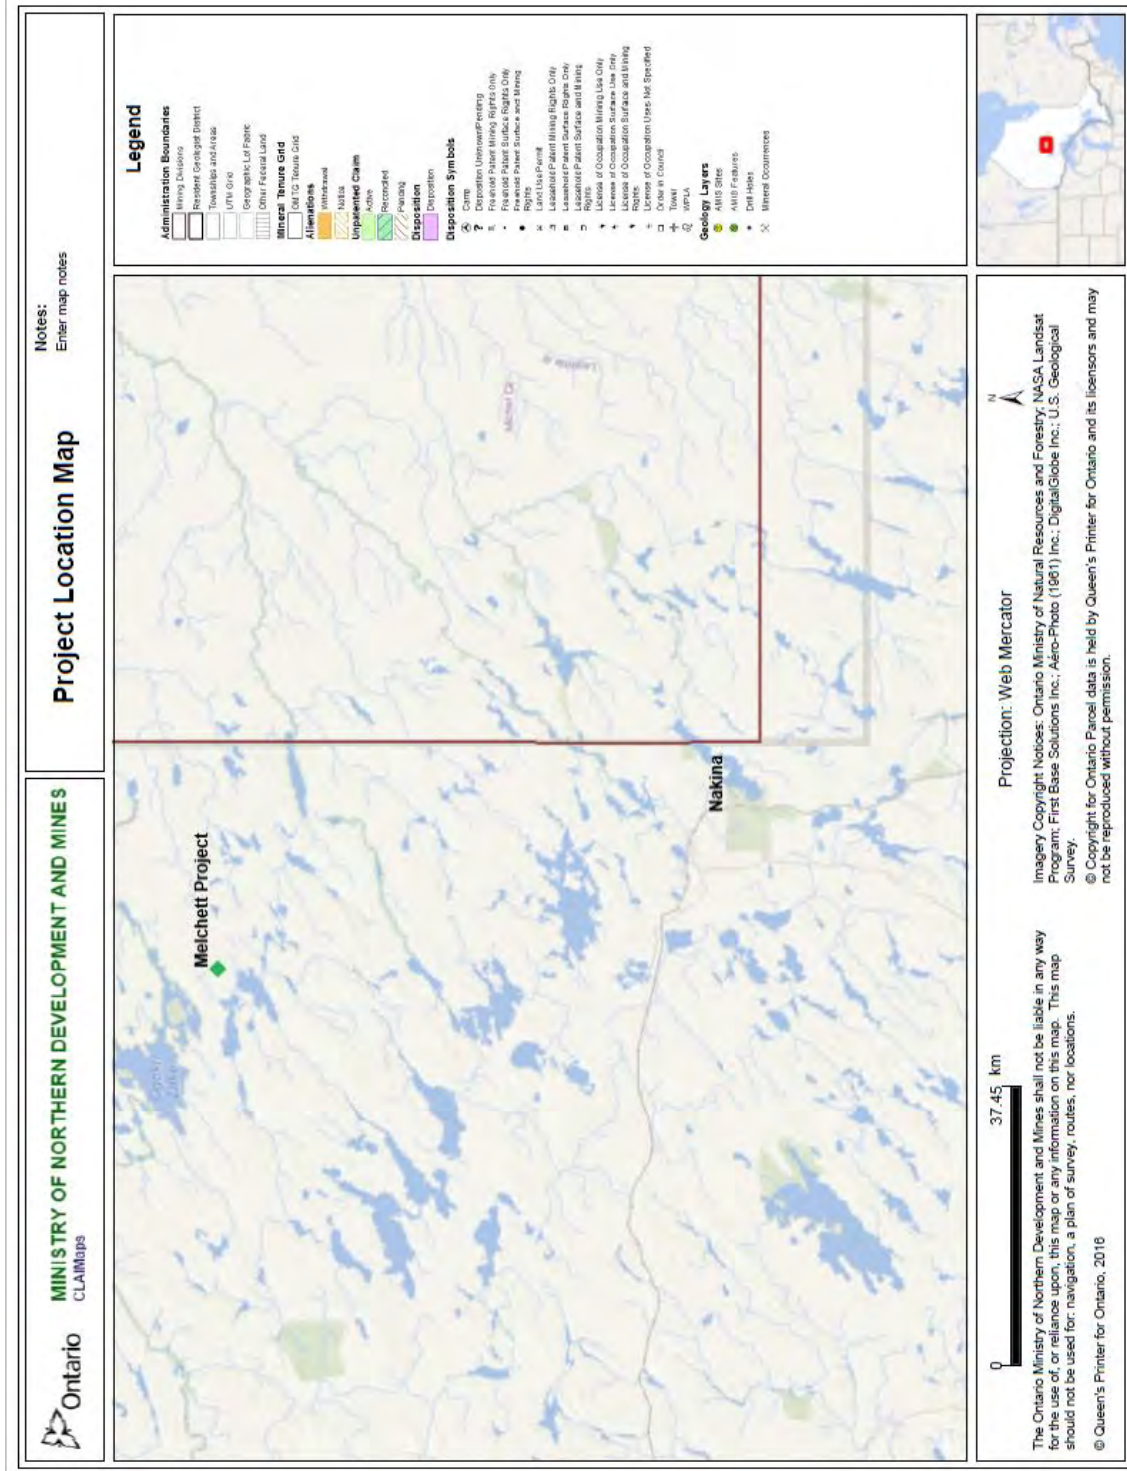 Ontario
MINISTRY OF NORTHERN DEVELOPMENT AND MINES
CLAIMaps
Project Location Map
Notes:
Enter map notes
Melchett Project
Nakina
Legend
Administration Boundaries
Mining Divisions
Resident Geologist District
Townships and Areas
UTM Grid
Geographic Lot Fabric
Other Federal Land
Mineral Tenure Grid
Old TG Tenure Grid
Alienations
Withdrawal
Notice
Unpatented Claim
Active
Reconciled
Pending
Disposition
Disposition
Disposition Symbols
Camp
Disposition Unknown/Pending
Freehold Patent Mining Rights Only
Freehold Patent Surface Rights Only
Freehold Patent Surface and Mining
Rights
Land Use Permit
Leasehold Patent Mining Rights Only
Leasehold Patent Surface Rights Only
Leasehold Patent Surface and Mining
Rights
License of Occupation Mining Use Only
License of Occupation Surface Use Only
License of Occupation Surface and Mining
Rights
License of Occupation Uses Not Specified
Order in Council
Tower
WPLA
Geology Layers
AMIS Sites
AMIS Features
Drill Holes
Mineral Occurrences
0 37.45 km
Projection: Web Mercator
N
The Ontario Ministry of Northern Development and Mines shall not be liable in any way
for the use of, or reliance upon, this map or any information on this map. This map
should not be used for: navigation, a plan of survey, routes, nor locations.
© Queen's Printer for Ontario, 2016
Imagery Copyright Notices: Ontario Ministry of Natural Resources and Forestry; NASA Landsat
Program; First Base Solutions Inc.; Aéro-Photo (1961) Inc.; DigitalGlobe Inc.; U.S. Geological
Survey.
© Copyright for Ontario Parcel data is held by Queen's Printer for Ontario and its licensors and may
not be reproduced without permission.